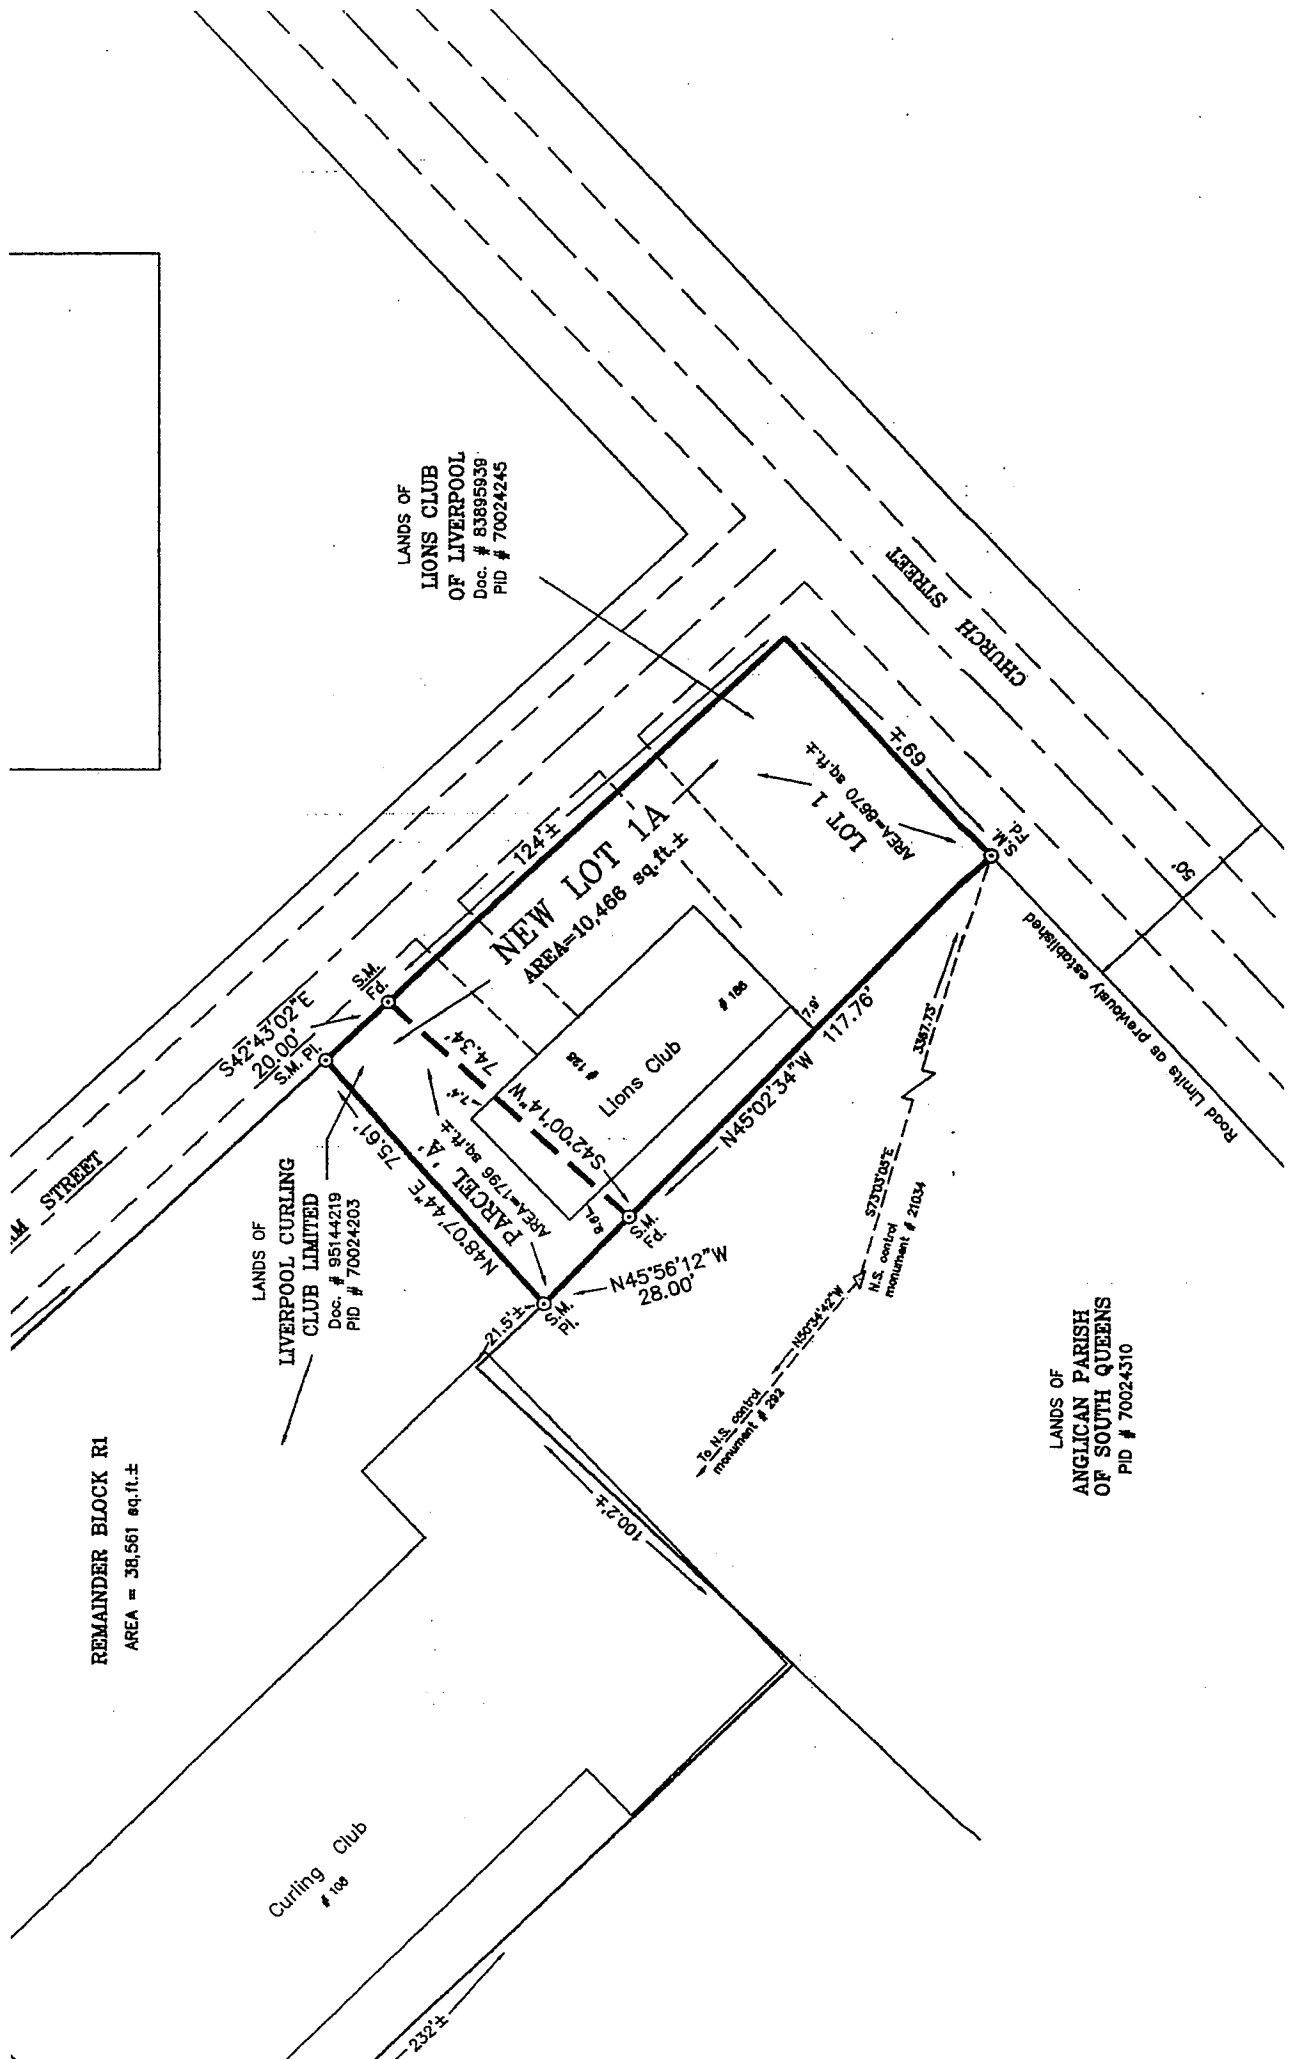 LANDS OF
LIONS CLUB
OF LIVERPOOL
Doc. # 83895939
PID # 70024245
CHURCH STREET
69'±
LOT 1
AREA=8670 sq.ft.±
S.M.
Fd.
50'
Road Limits as previously established
124'±
NEW LOT 1A
AREA=10,466 sq.ft.±
S.M.
Fd.
S42°43'02"E
20.00'
S.M. Pl.
STREET
74.34'
S42°00'14"W
7.4'
# 186
Lions Club
7.9'
N45°02'34"W 117.76'
3367.73'
S73°03'03"E
N.S. control
monument # 21034
N50°34'42"W
To N.S. control
monument # 292
75.61'
N48°07'44"E
PARCEL 'A'
AREA=1796 sq.ft.±
S.M.
Fd.
N45°56'12"W
28.00'
S.M.
Pl.
21.5'±
LANDS OF
LIVERPOOL CURLING
CLUB LIMITED
Doc. # 95144219
PID # 70024203
REMAINDER BLOCK R1
AREA = 38,561 sq.ft.±
100.2'±
LANDS OF
ANGLICAN PARISH
OF SOUTH QUEENS
PID # 70024310
Curling Club
# 108
232'±